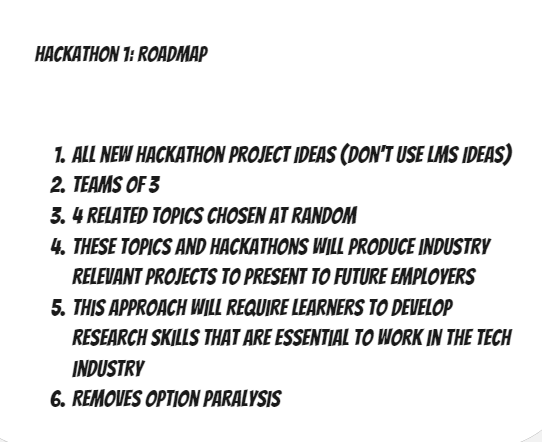 HACKATHON 1: ROADMAP
1. ALL NEW HACKATHON PROJECT IDEAS (DON'T USE LMS IDEAS)
2. TEAMS OF 3
3. 4 RELATED TOPICS CHOSEN AT RANDOM
4. THESE TOPICS AND HACKATHONS WILL PRODUCE INDUSTRY
RELEVANT PROJECTS TO PRESENT TO FUTURE EMPLOYERS
5. THIS APPROACH WILL REQUIRE LEARNERS TO DEVELOP
RESEARCH SKILLS THAT ARE ESSENTIAL TO WORK IN THE TECH
INDUSTRY
6. REMOVES OPTION PARALYSIS